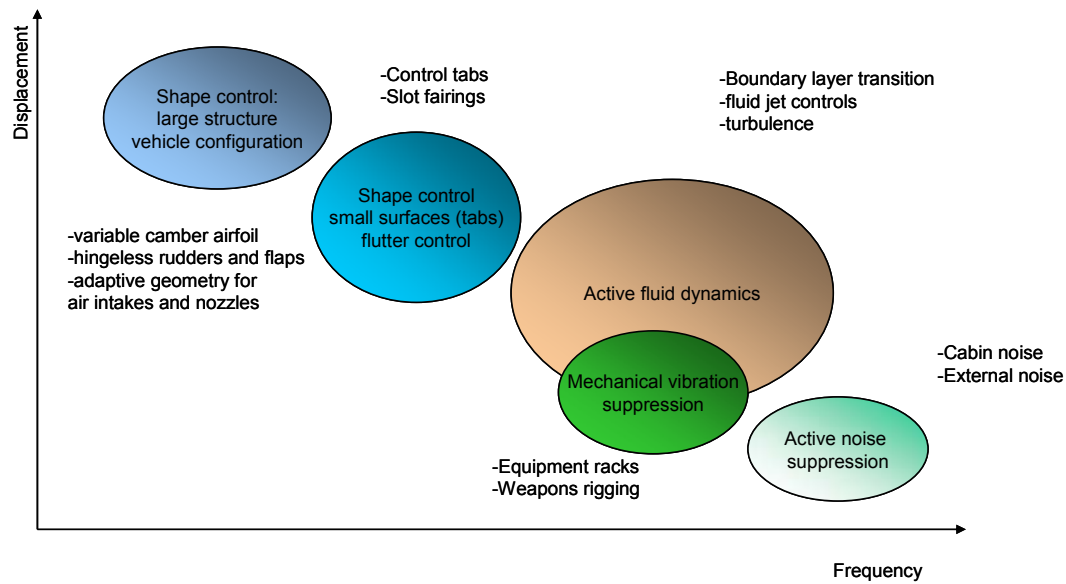 Displacement
Shape control:
large structure
vehicle configuration
-Control tabs
-Slot fairings
-Boundary layer transition
-fluid jet controls
-turbulence
Shape control
small surfaces (tabs)
flutter control
-variable camber airfoil
-hingeless rudders and flaps
-adaptive geometry for
air intakes and nozzles
Active fluid dynamics
Mechanical vibration
suppression
-Cabin noise
-External noise
Active noise
suppression
-Equipment racks
-Weapons rigging
Frequency